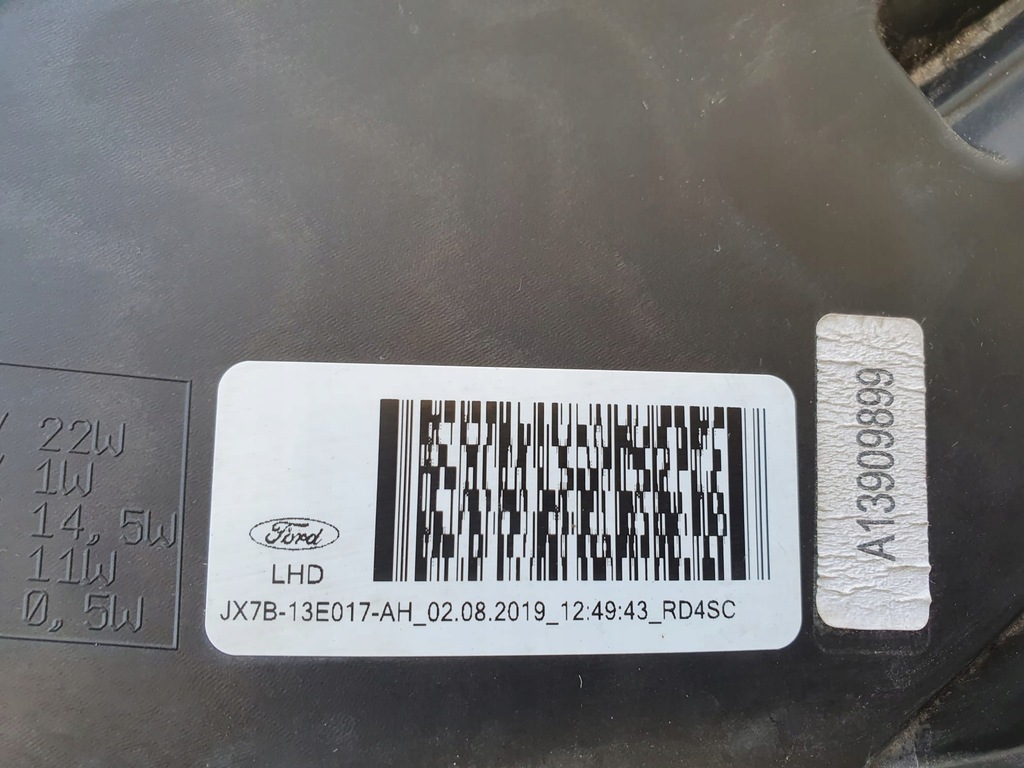 22W
1W
14,5W
11W
0,5W
Ford
LHD
JX7B-13E017-AH_02.08.2019_12:49:43_RD4SC
A13909899